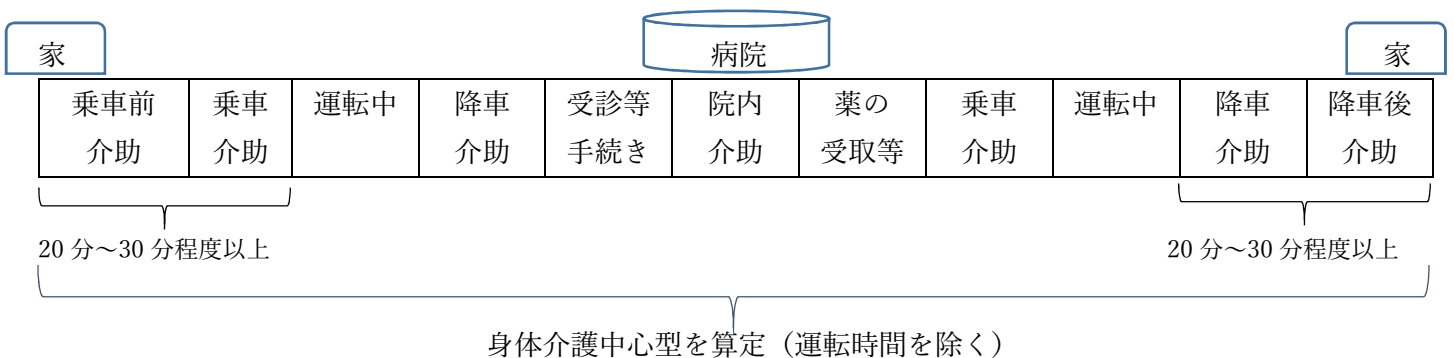 家
病院
家
乗車前 介助
乗車 介助
運転中
降車 介助
受診等 手続き
院内 介助
薬の 受取等
乗車 介助
運転中
降車 介助
降車後 介助
20 分～30 分程度以上
20 分～30 分程度以上
身体介護中心型を算定（運転時間を除く）